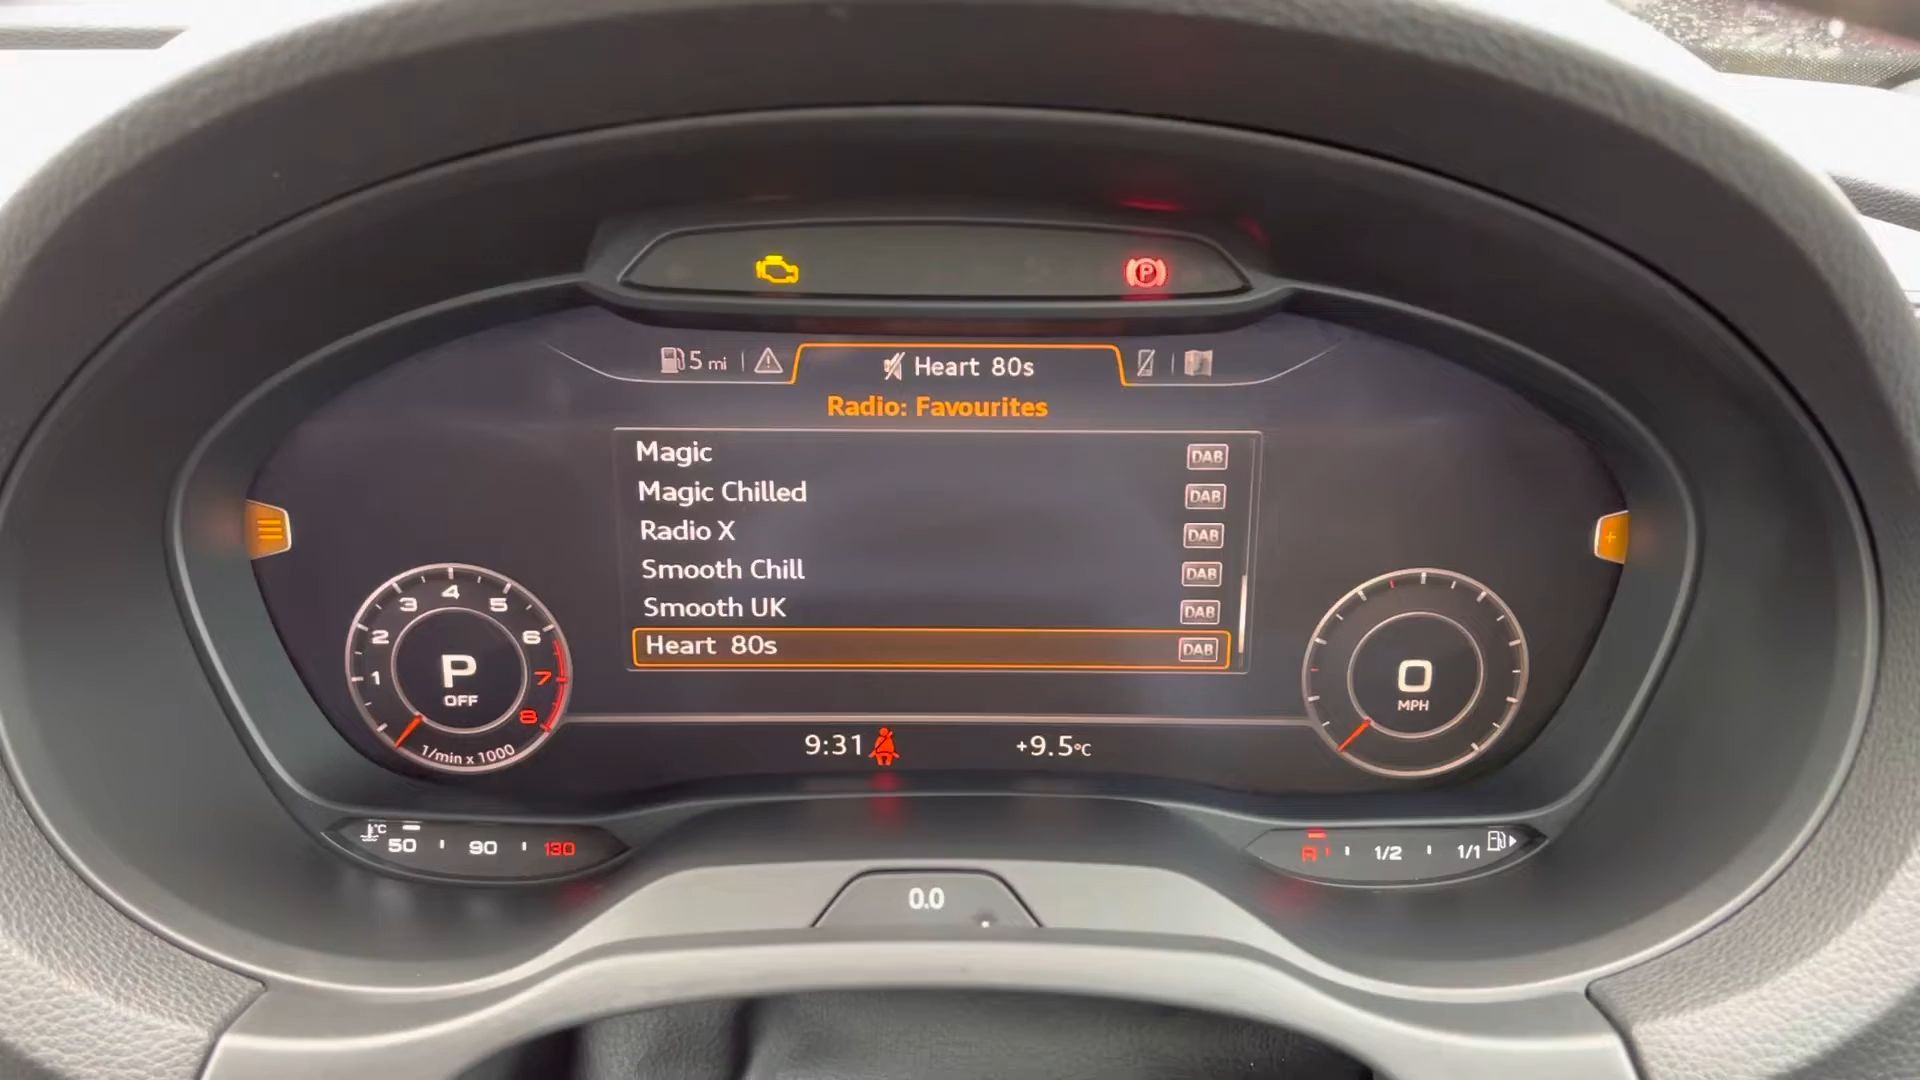 P
5 mi
Heart 80s
Radio: Favourites
Magic DAB
Magic Chilled DAB
Radio X DAB
Smooth Chill DAB
Smooth UK DAB
Heart 80s DAB
1 2 3 4 5 6 7 8
P
OFF
1/min x 1000
0
MPH
9:31
+9.5°C
°C
50 90 130
R 1/2 1/1
0.0